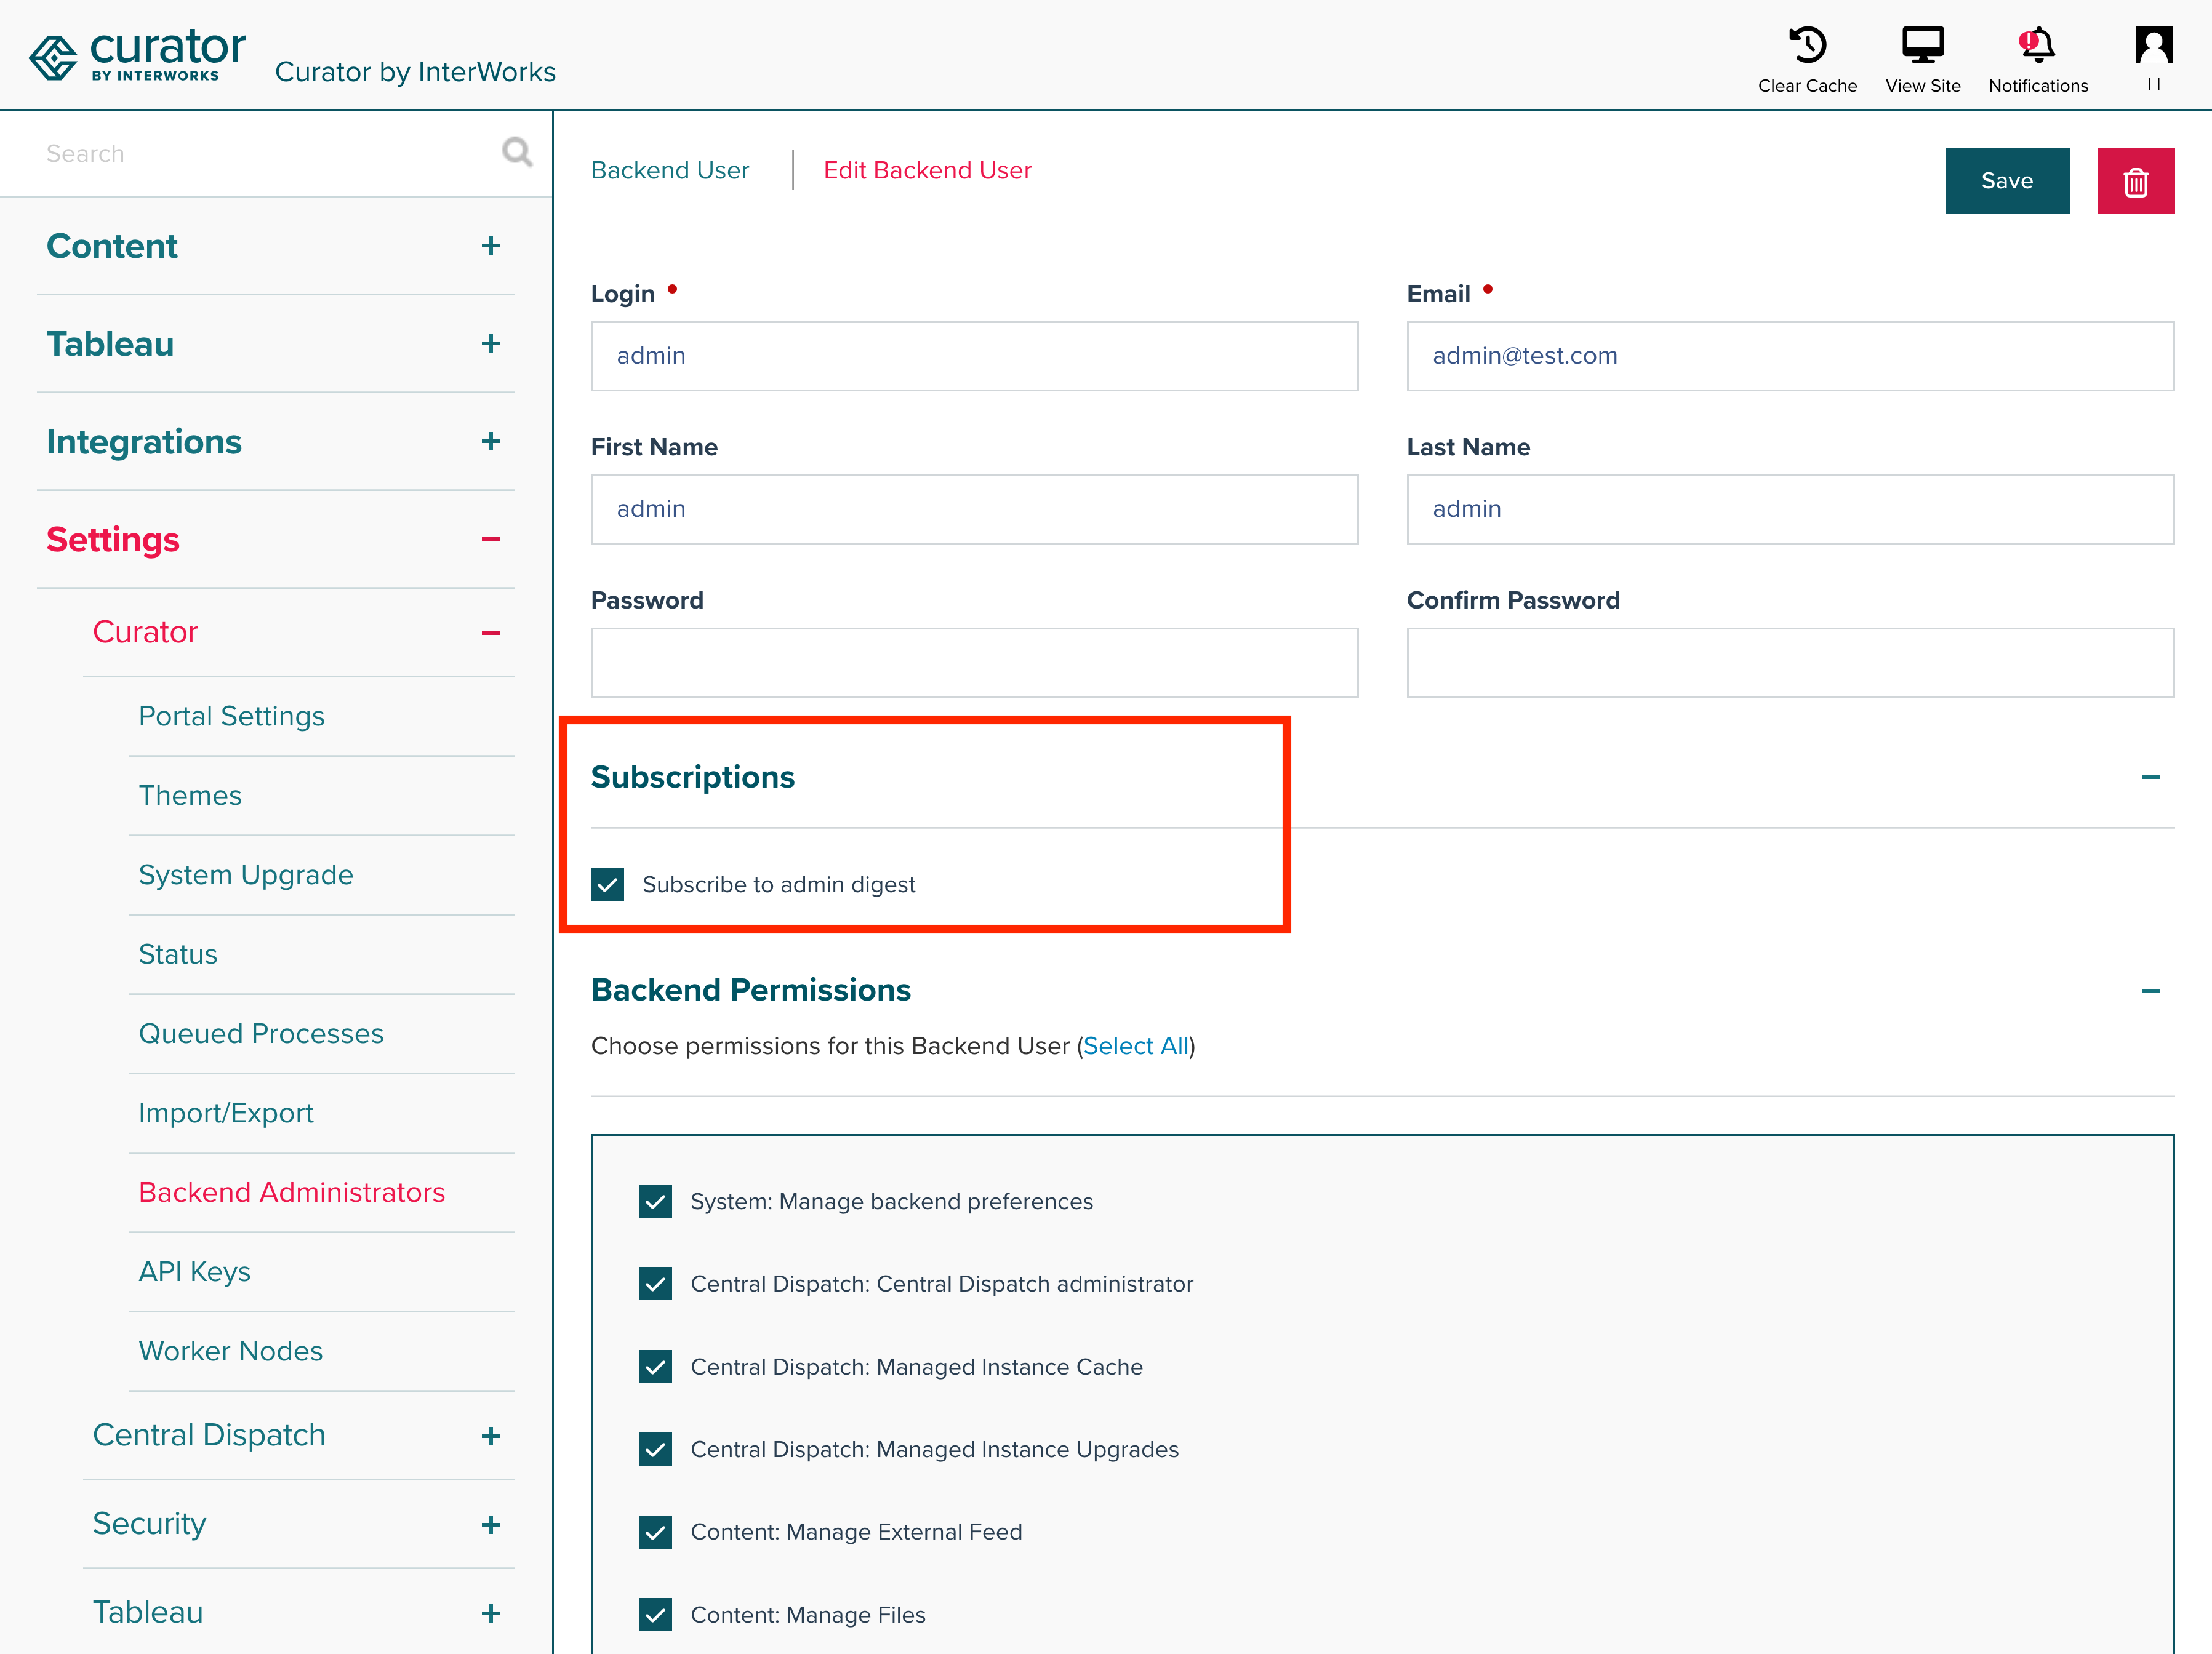 curator
BY INTERWORKS
Curator by InterWorks
Clear Cache
View Site
Notifications
Search
Content
Tableau
Integrations
Settings
Curator
Portal Settings
Themes
System Upgrade
Status
Queued Processes
Import/Export
Backend Administrators
API Keys
Worker Nodes
Central Dispatch
Security
Tableau
Backend User
Edit Backend User
Save
Login
Email
admin
admin@test.com
First Name
Last Name
admin
admin
Password
Confirm Password
Subscriptions
Subscribe to admin digest
Backend Permissions
Choose permissions for this Backend User (Select All)
System: Manage backend preferences
Central Dispatch: Central Dispatch administrator
Central Dispatch: Managed Instance Cache
Central Dispatch: Managed Instance Upgrades
Content: Manage External Feed
Content: Manage Files